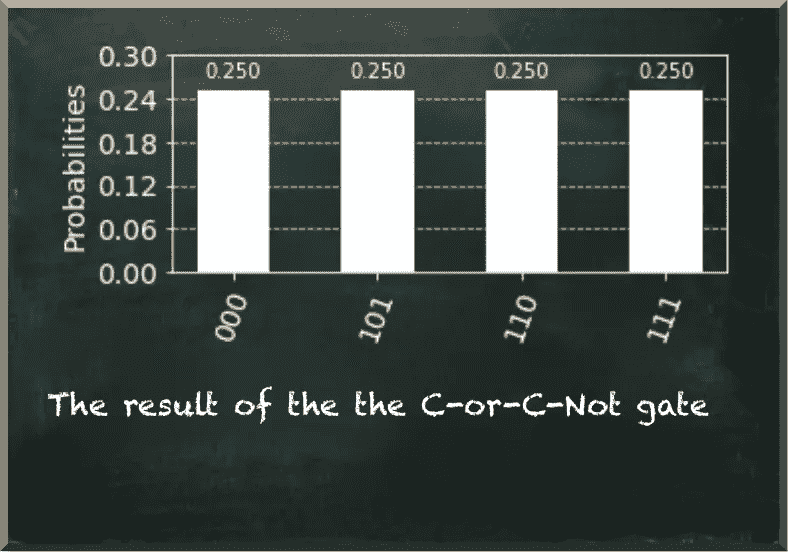 0.30
0.250 0.250 0.250 0.250
0.24
0.18
0.12
0.06
0.00
Probabilities
000 101 110 111
The result of the the C-or-C-Not gate